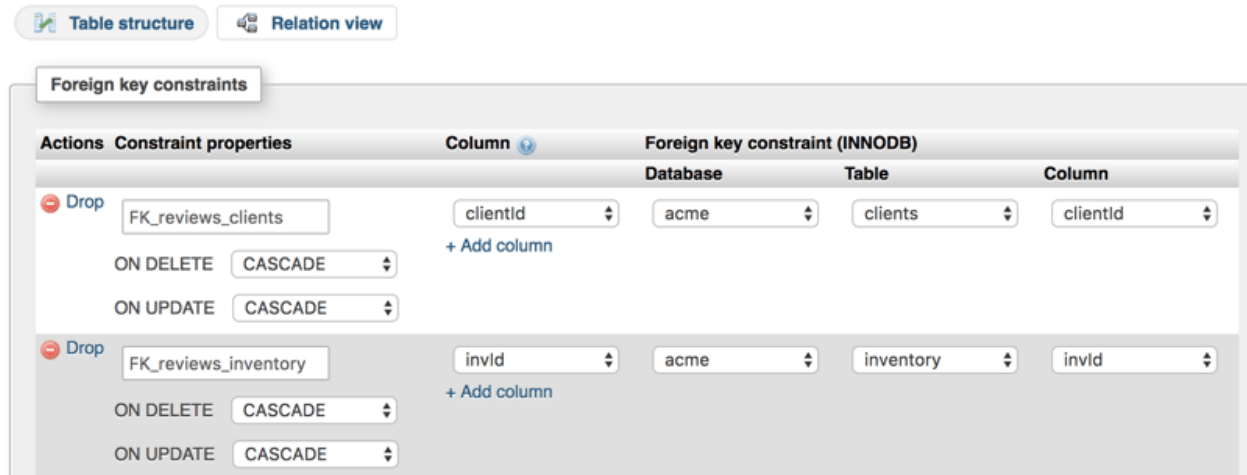 Table structure Relation view
Foreign key constraints
Actions Constraint properties Column Foreign key constraint (INNODB)
Database Table Column
Drop FK_reviews_clients clientId acme clients clientId
+ Add column
ON DELETE CASCADE
ON UPDATE CASCADE
Drop FK_reviews_inventory invId acme inventory invId
+ Add column
ON DELETE CASCADE
ON UPDATE CASCADE